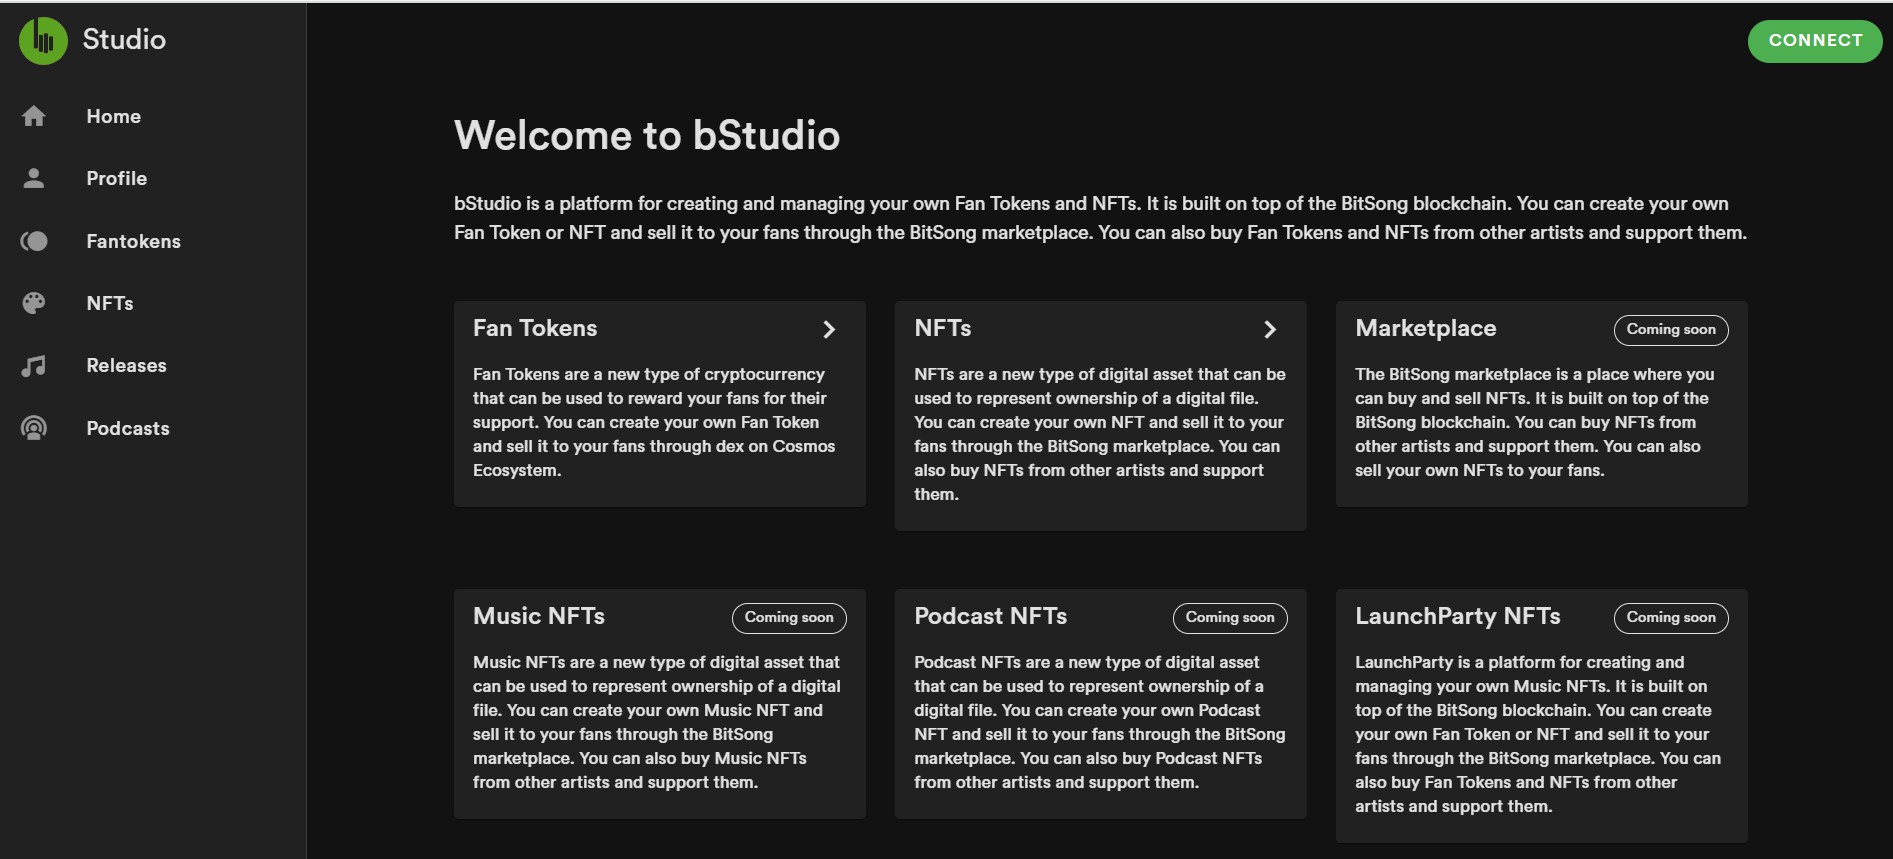 Studio
CONNECT
Home
Profile
Fantokens
NFTs
Releases
Podcasts
Welcome to bStudio
bStudio is a platform for creating and managing your own Fan Tokens and NFTs. It is built on top of the BitSong blockchain. You can create your own
Fan Token or NFT and sell it to your fans through the BitSong marketplace. You can also buy Fan Tokens and NFTs from other artists and support them.
Fan Tokens
Fan Tokens are a new type of cryptocurrency
that can be used to reward your fans for their
support. You can create your own Fan Token
and sell it to your fans through dex on Cosmos
Ecosystem.
NFTs
NFTs are a new type of digital asset that can be
used to represent ownership of a digital file.
You can create your own NFT and sell it to your
fans through the BitSong marketplace. You can
also buy NFTs from other artists and support
them.
Marketplace
Coming soon
The BitSong marketplace is a place where you
can buy and sell NFTs. It is built on top of the
BitSong blockchain. You can buy NFTs from
other artists and support them. You can also
sell your own NFTs to your fans.
Music NFTs
Coming soon
Music NFTs are a new type of digital asset that
can be used to represent ownership of a digital
file. You can create your own Music NFT and
sell it to your fans through the BitSong
marketplace. You can also buy Music NFTs
from other artists and support them.
Podcast NFTs
Coming soon
Podcast NFTs are a new type of digital asset
that can be used to represent ownership of a
digital file. You can create your own Podcast
NFT and sell it to your fans through the BitSong
marketplace. You can also buy Podcast NFTs
from other artists and support them.
LaunchParty NFTs
Coming soon
LaunchParty is a platform for creating and
managing your own Music NFTs. It is built on
top of the BitSong blockchain. You can create
your own Fan Token or NFT and sell it to your
fans through the BitSong marketplace. You can
also buy Fan Tokens and NFTs from other
artists and support them.